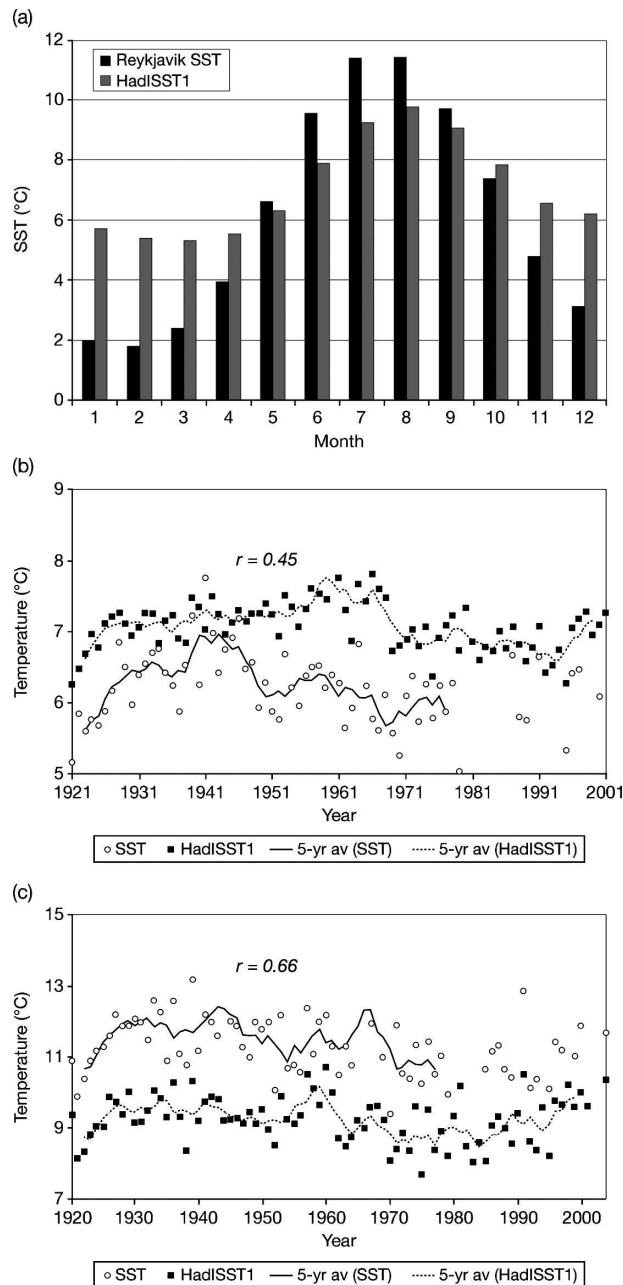 (a)
Reykjavik SST
HadISST1
12
10
8
6
4
2
0
SST (°C)
1 2 3 4 5 6 7 8 9 10 11 12
Month
(b)
9
8
7
6
5
Temperature (°C)
r = 0.45
1921 1931 1941 1951 1961 1971 1981 1991 2001
Year
SST HadISST1 5-yr av (SST) 5-yr av (HadISST1)
(c)
15
13
11
9
7
Temperature (°C)
r = 0.66
1920 1930 1940 1950 1960 1970 1980 1990 2000
Year
SST HadISST1 5-yr av (SST) 5-yr av (HadISST1)